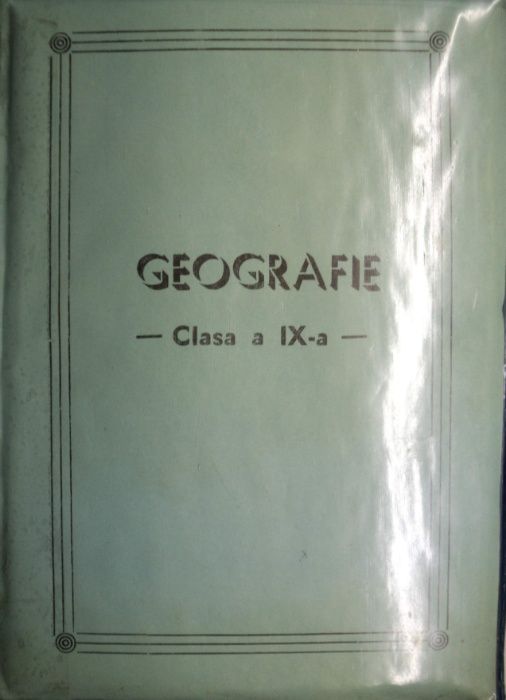 GEOGRAFIE
— Clasa a IX-a —